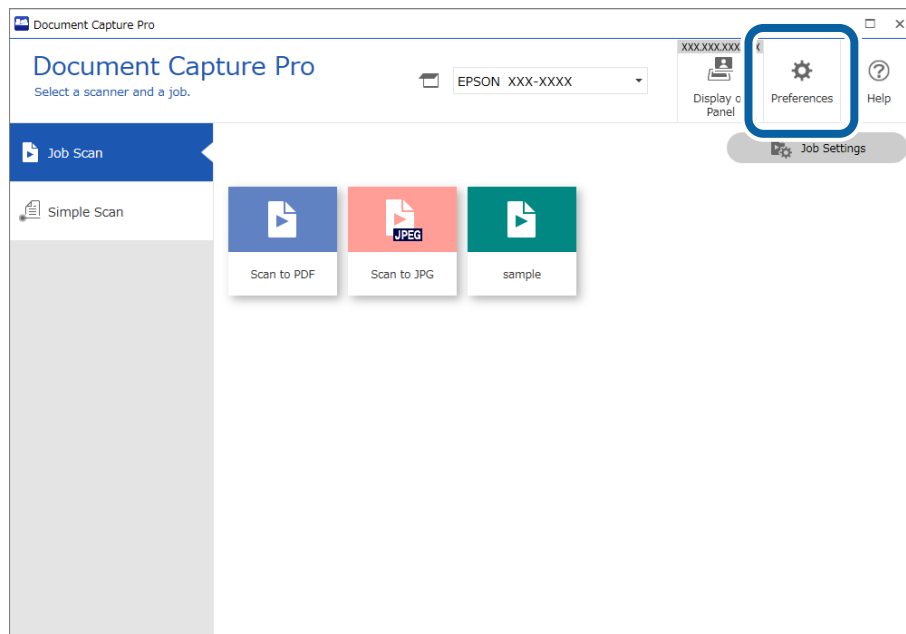 Document Capture Pro
Document Capture Pro
Select a scanner and a job.
EPSON XXX-XXXX
XXX.XXX.XXX
Display
Panel
Preferences
Help
Job Scan
Job Settings
Simple Scan
JPEG
Scan to PDF
Scan to JPG
sample